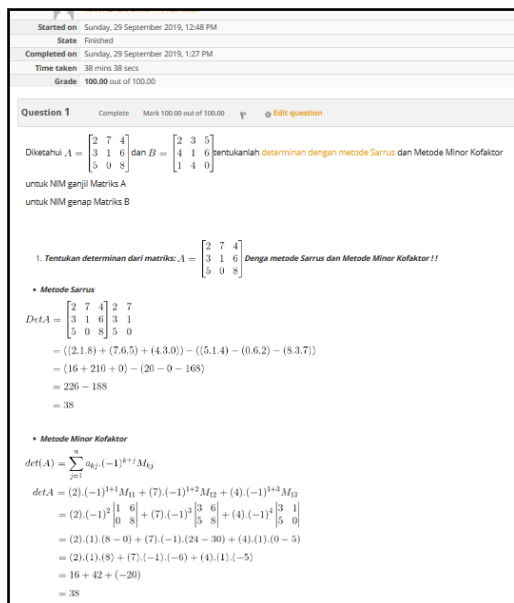 Started on Sunday, 29 September 2019, 12:48 PM
State Finished
Completed on Sunday, 29 September 2019, 1:27 PM
Time taken 38 mins 38 secs
Grade 100.00 out of 100.00
Question 1 Complete Mark 100.00 out of 100.00 Edit question
Diketahui A = [2 7 4; 3 1 6; 5 0 8] dan B = [2 3 5; 4 1 6; 1 4 0] tentukanlah determinan dengan metode Sarrus dan Metode Minor Kofaktor
untuk NIM ganjil Matriks A
untuk NIM genap Matriks B
1. Tentukan determinan dari matriks: A = [2 7 4; 3 1 6; 5 0 8] Denga metode Sarrus dan Metode Minor Kofaktor ! !
• Metode Sarrus
DetA = [2 7 4; 3 1 6; 5 0 8] 2 7; 3 1; 5 0
= ((2.1.8) + (7.6.5) + (4.3.0)) − ((5.1.4) − (0.6.2) − (8.3.7))
= (16 + 210 + 0) − (20 − 0 − 168)
= 226 − 188
= 38
• Metode Minor Kofaktor
det(A) = ∑_{j=1}^{n} a_{kj}.(−1)^{k+j} M_{kj}
detA = (2).(−1)^{1+1} M_{11} + (7).(−1)^{1+2} M_{12} + (4).(−1)^{1+3} M_{13}
= (2).(−1)^2 |1 6; 0 8| + (7).(−1)^3 |3 6; 5 8| + (4).(−1)^4 |3 1; 5 0|
= (2).(1).(8 − 0) + (7).(−1).(24 − 30) + (4).(1).(0 − 5)
= (2).(1).(8) + (7).(−1).(−6) + (4).(1).(−5)
= 16 + 42 + (−20)
= 38